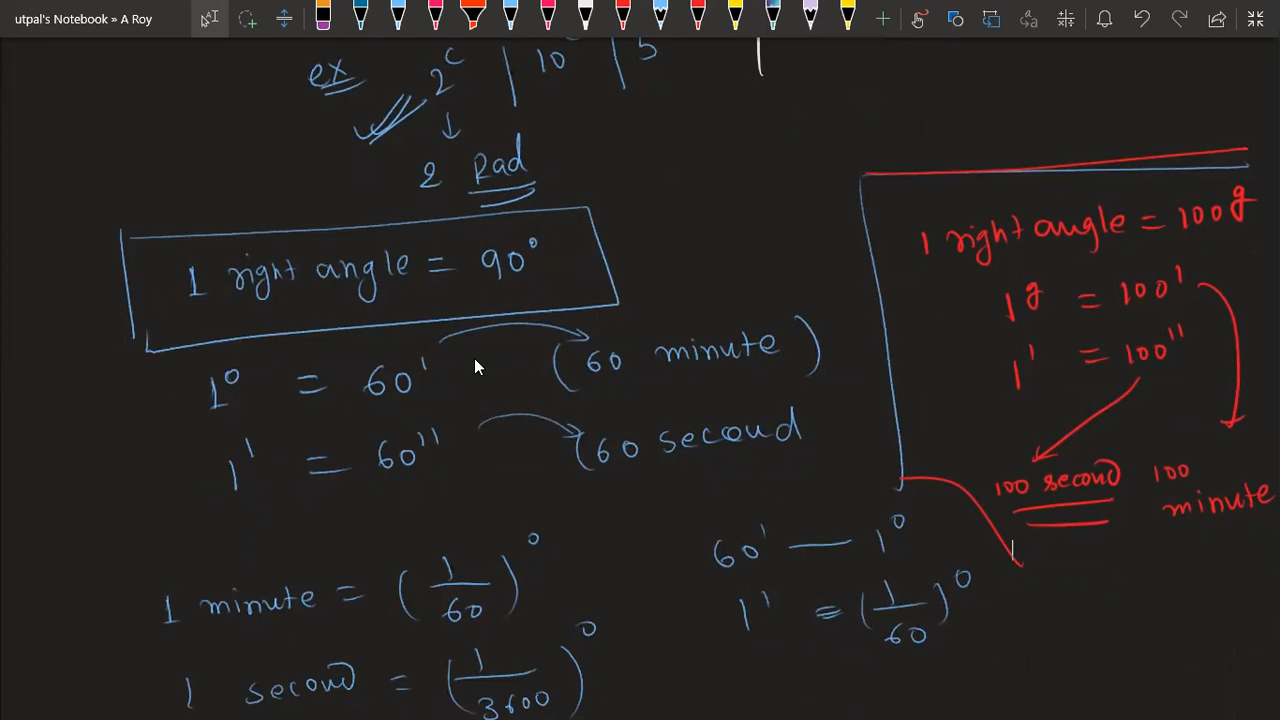 utpal's Notebook » A Roy
ex 2ᶜ | 10 | 5
2 Rad
1 right angle = 90°
1° = 60' (60 minute)
1' = 60'' (60 second
1 minute = (1/60)°
1 second = (1/3600)°
60' — 1°
1' = (1/60)°
1 right angle = 100ᵍ
1ᵍ = 100'
1' = 100''
100 second 100
minute